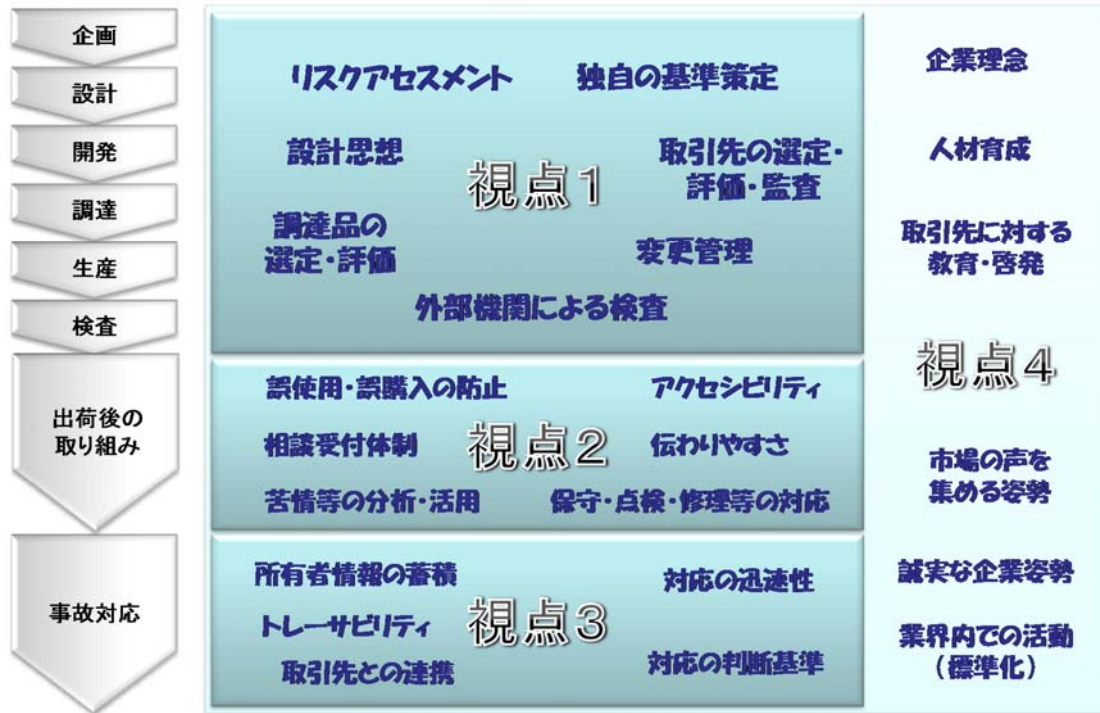 企画
設計
開発
調達
生産
検査
出荷後の
取り組み
事故対応
リスクアセスメント
独自の基準策定
設計思想
取引先の選定・
評価・監査
視点1
調達品の
選定・評価
変更管理
外部機関による検査
誤使用・誤購入の防止
アクセシビリティ
相談受付体制
視点2
伝わりやすさ
苦情等の分析・活用
保守・点検・修理等の対応
所有者情報の蓄積
対応の迅速性
トレーサビリティ
視点3
取引先との連携
対応の判断基準
企業理念
人材育成
取引先に対する
教育・啓発
視点4
市場の声を
集める姿勢
誠実な企業姿勢
業界内での活動
(標準化)